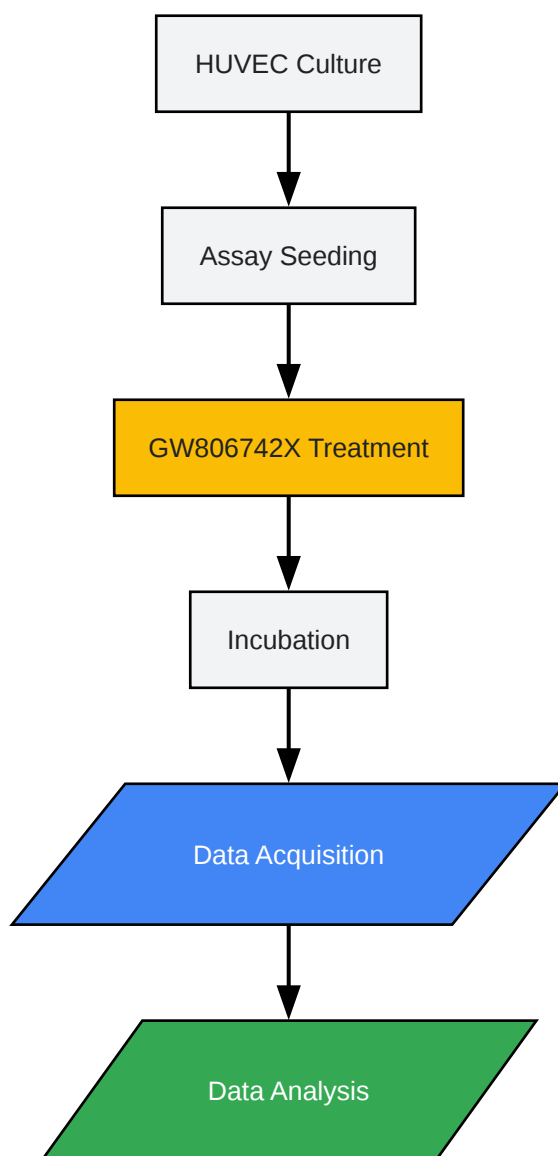 HUVEC Culture
Assay Seeding
GW806742X Treatment
Incubation
Data Acquisition
Data Analysis